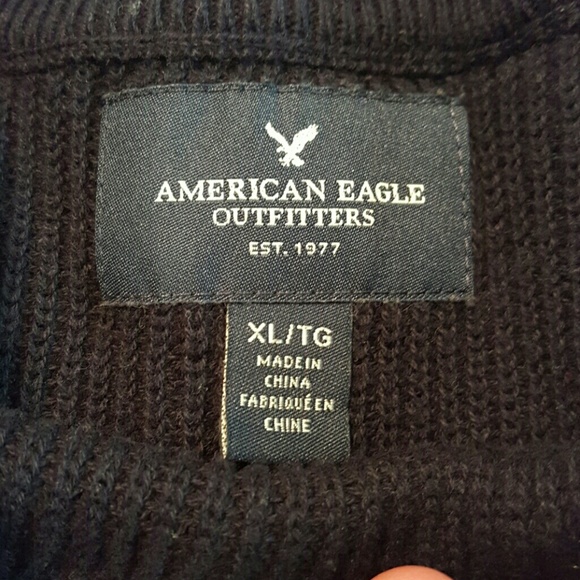 AMERICAN EAGLE
OUTFITTERS
EST. 1977
XL/TG
MADE IN
CHINA
FABRIQUÉ EN
CHINE